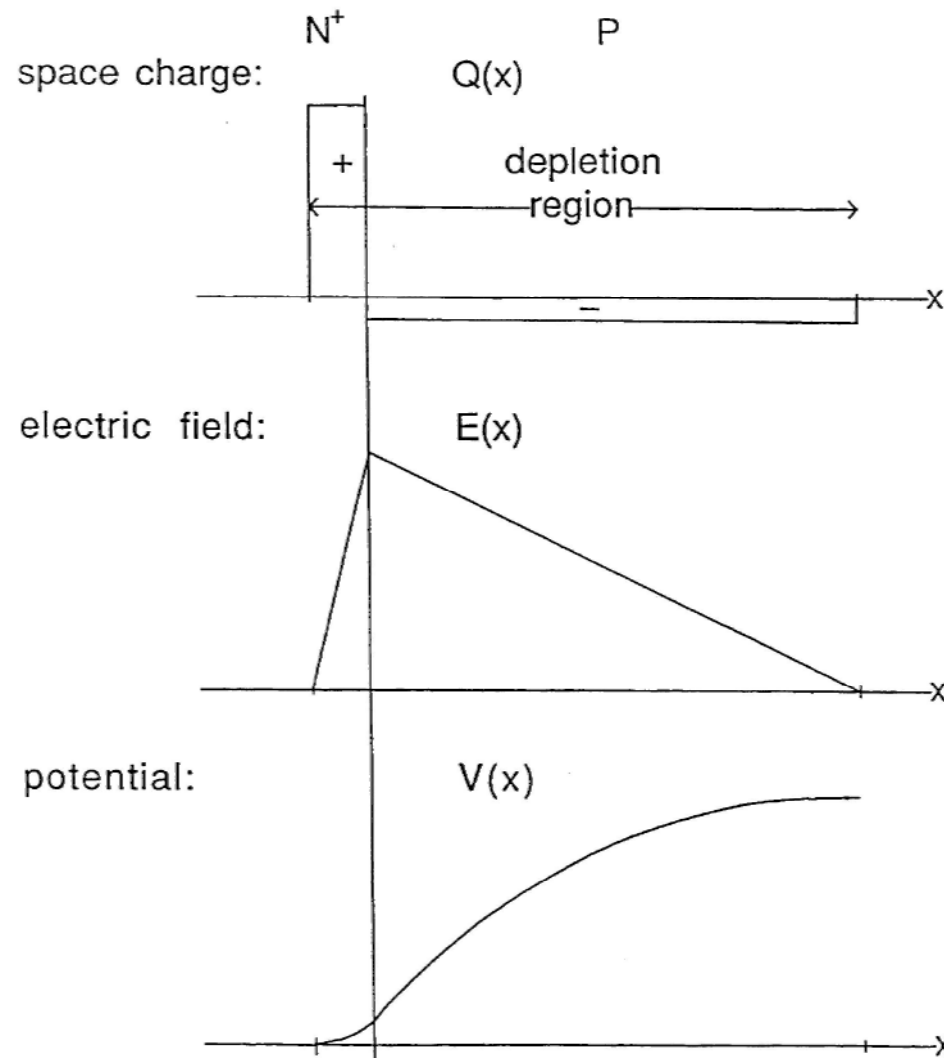 N⁺ P
space charge: Q(x)
+ depletion
region
x
−
electric field: E(x)
x
potential: V(x)
x